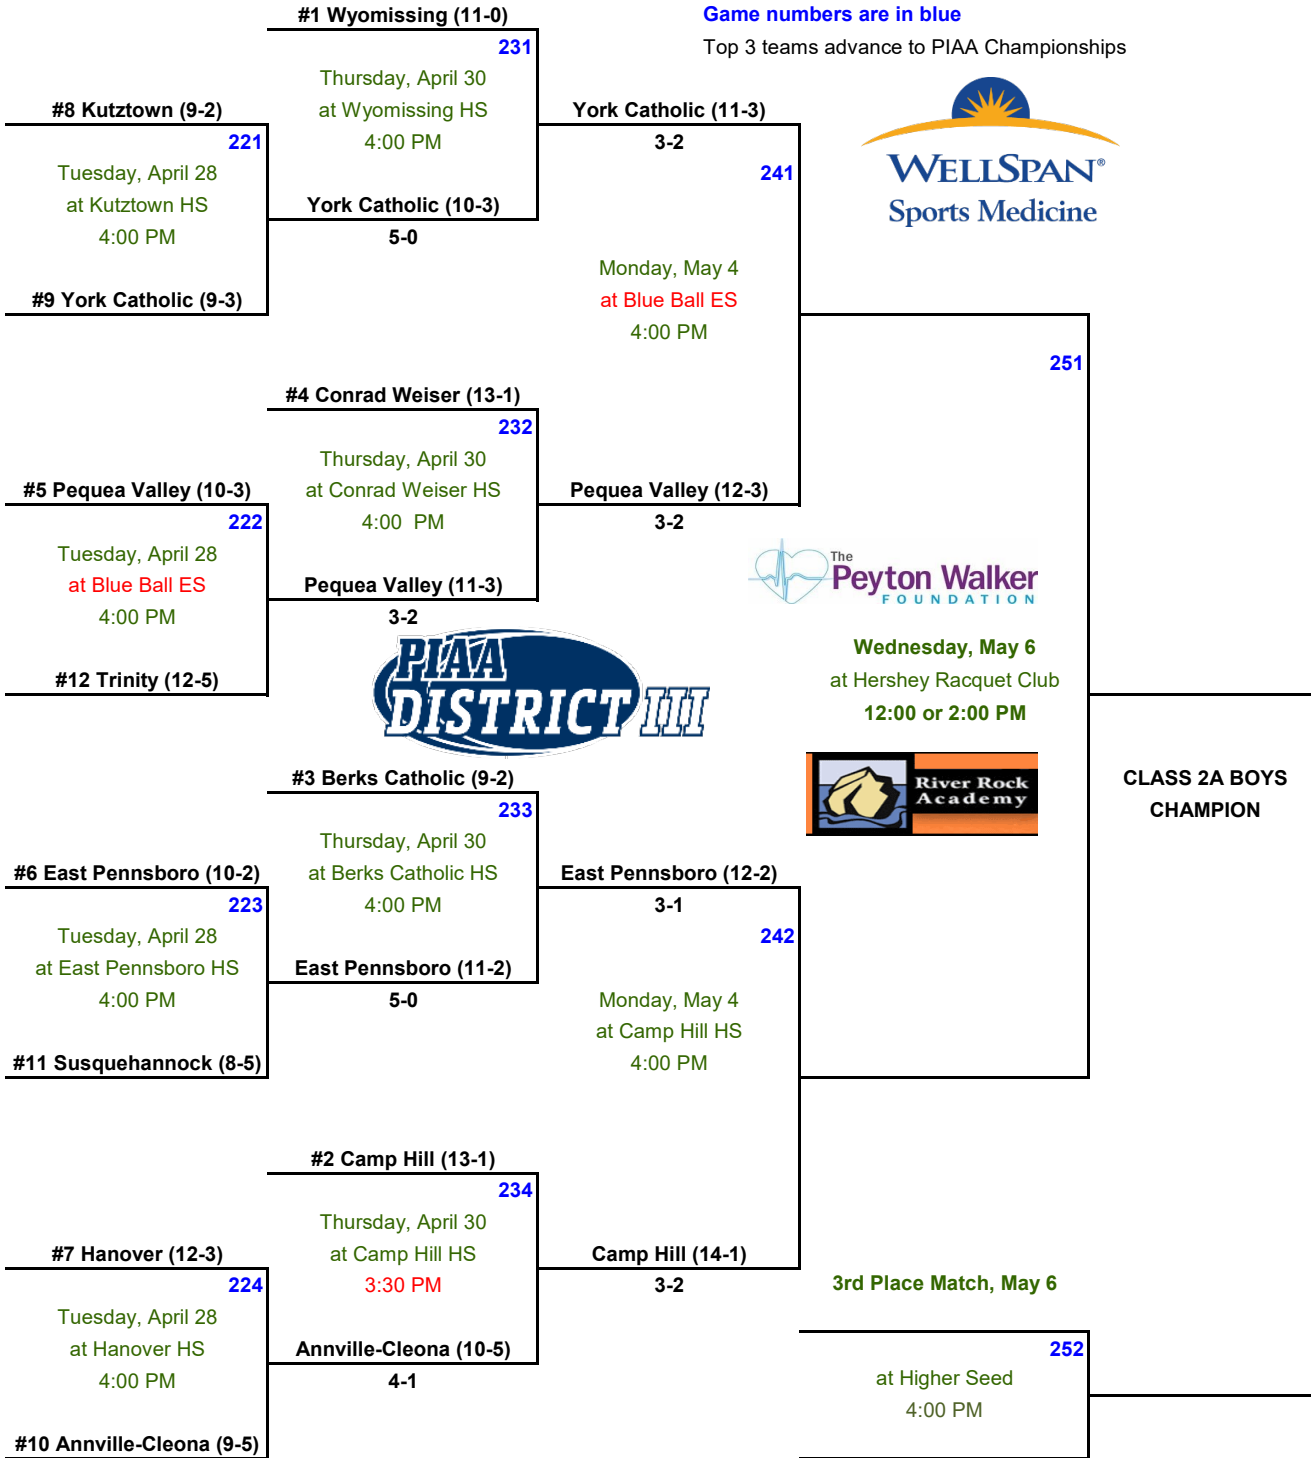 #1 Wyomissing (11-0)
Game numbers are in blue
231
Top 3 teams advance to PIAA Championships
Thursday, April 30
at Wyomissing HS
4:00 PM
#8 Kutztown (9-2)
221
Tuesday, April 28
at Kutztown HS
4:00 PM
York Catholic (11-3)
3-2
241
WELLSPAN®
Sports Medicine
York Catholic (10-3)
5-0
#9 York Catholic (9-3)
Monday, May 4
at Blue Ball ES
4:00 PM
251
#4 Conrad Weiser (13-1)
232
Thursday, April 30
at Conrad Weiser HS
4:00 PM
#5 Pequea Valley (10-3)
222
Tuesday, April 28
at Blue Ball ES
4:00 PM
Pequea Valley (12-3)
3-2
Pequea Valley (11-3)
3-2
The
Peyton Walker
FOUNDATION
#12 Trinity (12-5)
PIAA
DISTRICT III
Wednesday, May 6
at Hershey Racquet Club
12:00 or 2:00 PM
River Rock
Academy
CLASS 2A BOYS
CHAMPION
#3 Berks Catholic (9-2)
233
Thursday, April 30
at Berks Catholic HS
4:00 PM
#6 East Pennsboro (10-2)
223
Tuesday, April 28
at East Pennsboro HS
4:00 PM
East Pennsboro (12-2)
3-1
242
East Pennsboro (11-2)
5-0
Monday, May 4
at Camp Hill HS
4:00 PM
#11 Susquehannock (8-5)
#2 Camp Hill (13-1)
234
Thursday, April 30
at Camp Hill HS
3:30 PM
#7 Hanover (12-3)
224
Tuesday, April 28
at Hanover HS
4:00 PM
Camp Hill (14-1)
3-2
3rd Place Match, May 6
Annville-Cleona (10-5)
4-1
252
at Higher Seed
4:00 PM
#10 Annville-Cleona (9-5)